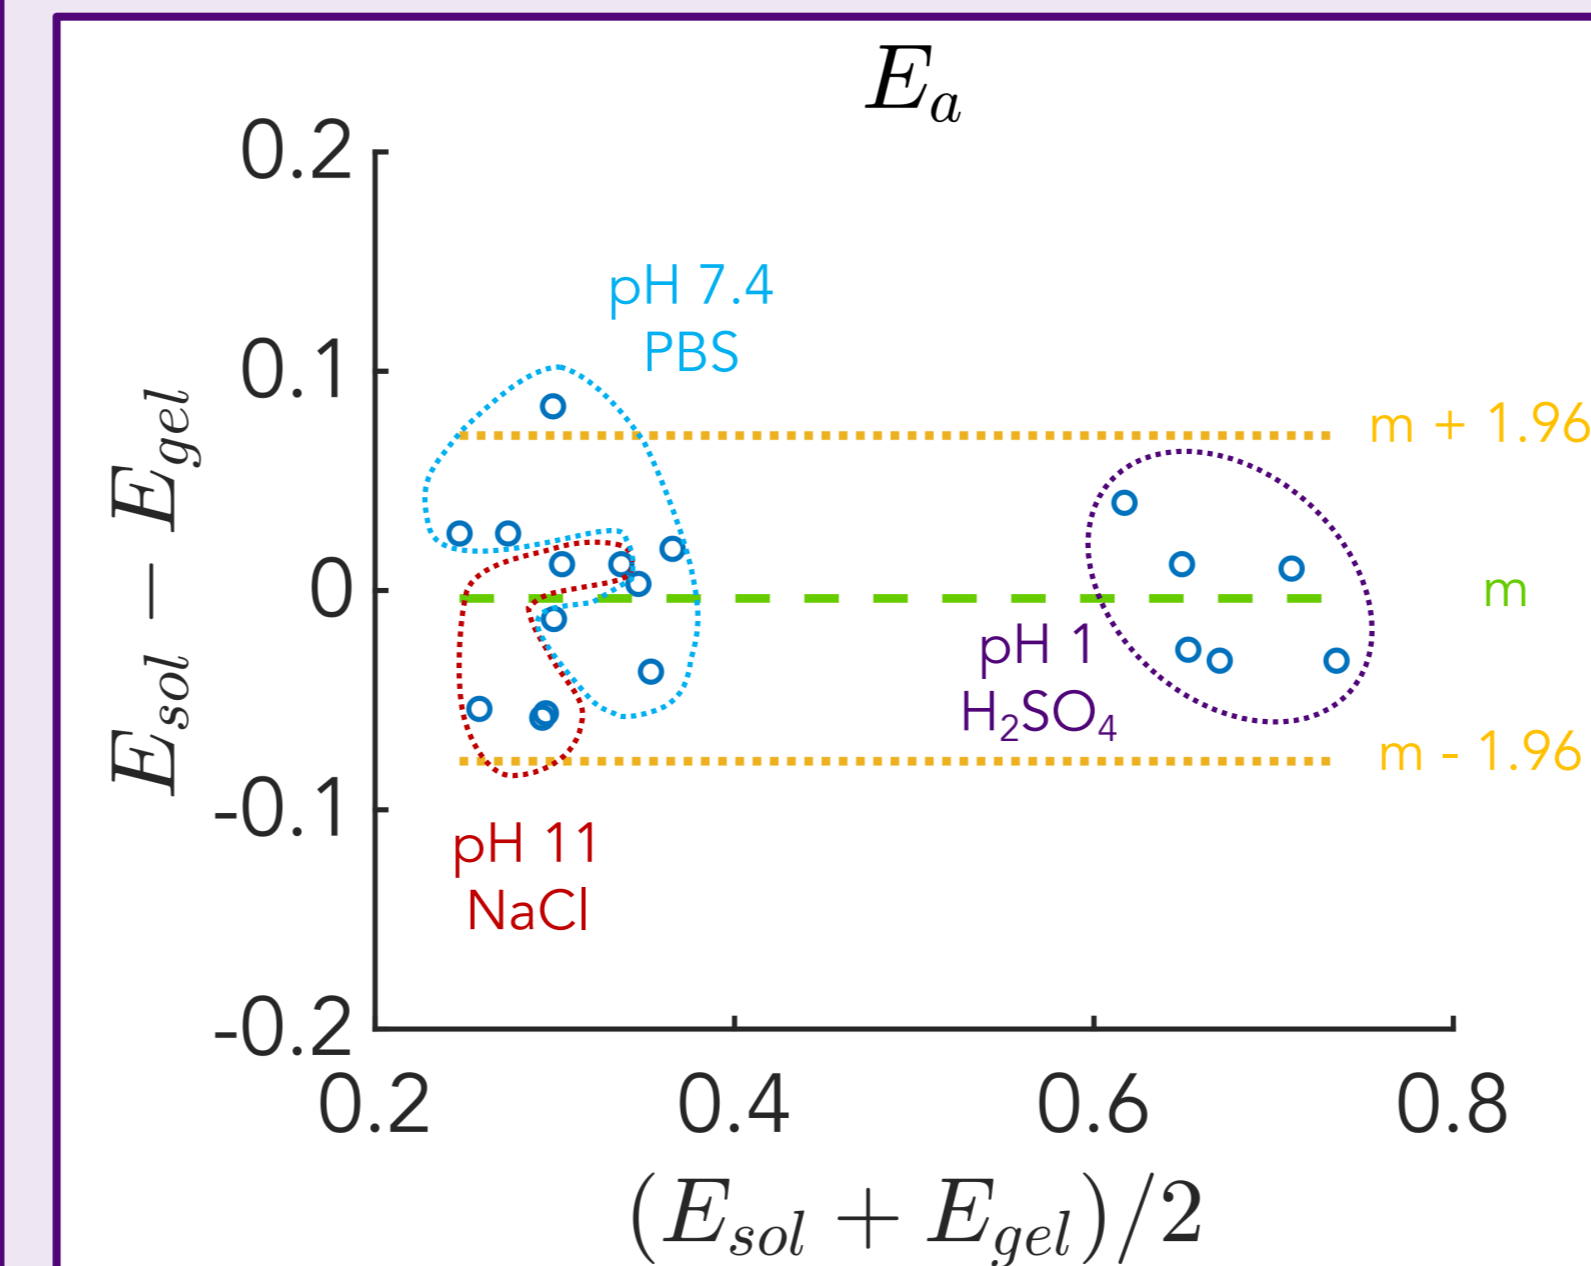 E_a
0.2
0.1
0
-0.1
-0.2
E_sol − E_gel
pH 7.4
PBS
m + 1.96
m
pH 1
H₂SO₄
m - 1.96
pH 11
NaCl
0.2 0.4 0.6 0.8
(E_sol + E_gel)/2